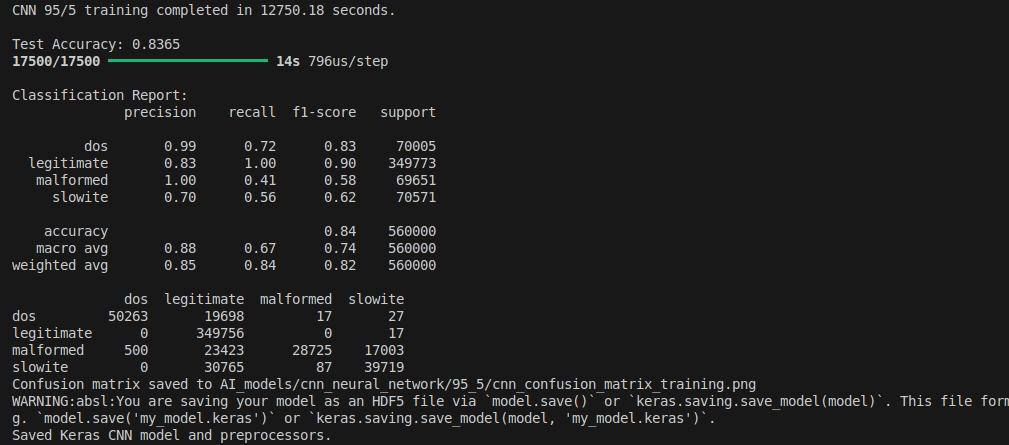 CNN 95/5 training completed in 12750.18 seconds.
Test Accuracy: 0.8365
17500/17500 14s 796us/step
Classification Report:
precision recall f1-score support
dos 0.99 0.72 0.83 70005
legitimate 0.83 1.00 0.90 349773
malformed 1.00 0.41 0.58 69651
slowite 0.70 0.56 0.62 70571
accuracy 0.84 560000
macro avg 0.88 0.67 0.74 560000
weighted avg 0.85 0.84 0.82 560000
dos legitimate malformed slowite
dos 50263 19698 17 27
legitimate 0 349756 0 17
malformed 500 23423 28725 17003
slowite 0 30765 87 39719
Confusion matrix saved to AI_models/cnn_neural_network/95_5/cnn_confusion_matrix_training.png
WARNING:absl:You are saving your model as an HDF5 file via `model.save()` or `keras.saving.save_model(model)`. This file form
g. `model.save('my_model.keras')` or `keras.saving.save_model(model, 'my_model.keras')`.
Saved Keras CNN model and preprocessors.